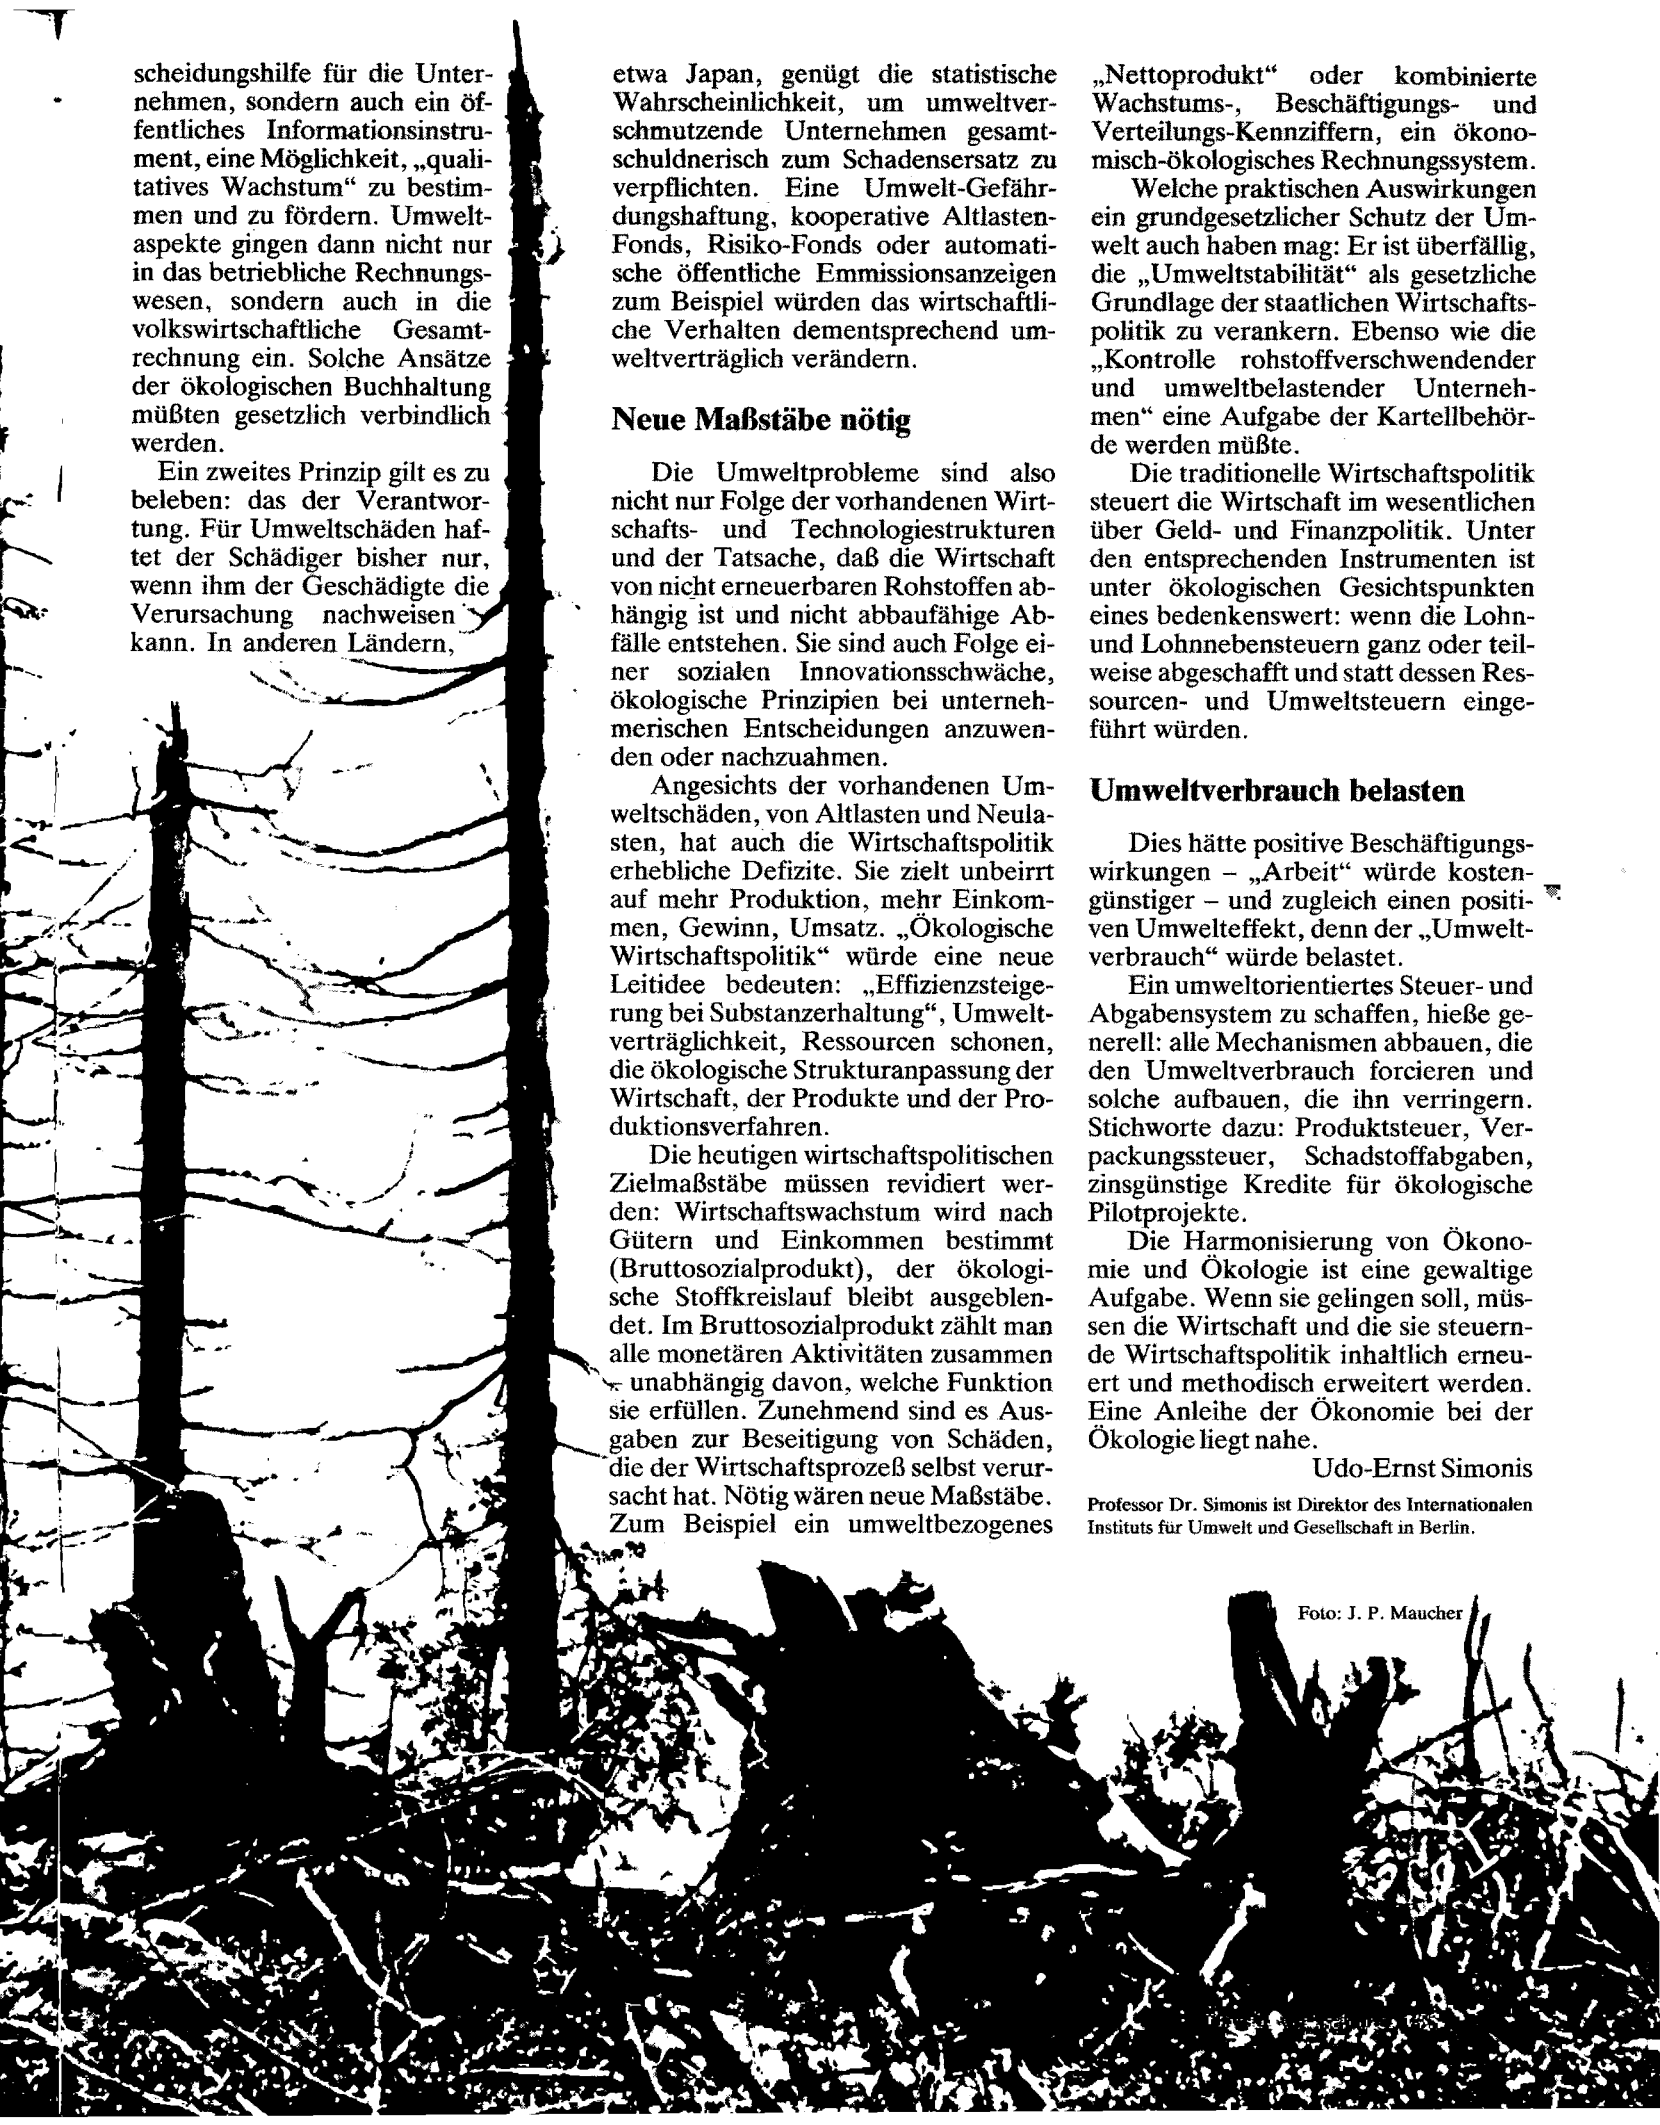 scheidungshilfe für die Unter-
nehmen, sondern auch ein öf-
fentliches Informationsinstru-
ment, eine Möglichkeit, „quali-
tatives Wachstum“ zu bestim-
men und zu fördern. Umwelt-
aspekte gingen dann nicht nur
in das betriebliche Rechnungs-
wesen, sondern auch in die
volkswirtschaftliche Gesamt-
rechnung ein. Solche Ansätze
der ökologischen Buchhaltung
müßten gesetzlich verbindlich
werden.
Ein zweites Prinzip gilt es zu
beleben: das der Verantwor-
tung. Für Umweltschäden haf-
tet der Schädiger bisher nur,
wenn ihm der Geschädigte die
Verursachung nachweisen
kann. In anderen Ländern,
etwa Japan, genügt die statistische
Wahrscheinlichkeit, um umweltver-
schmutzende Unternehmen gesamt-
schuldnerisch zum Schadensersatz zu
verpflichten. Eine Umwelt-Gefähr-
dungshaftung, kooperative Altlasten-
Fonds, Risiko-Fonds oder automati-
sche öffentliche Emmissionsanzeigen
zum Beispiel würden das wirtschaftli-
che Verhalten dementsprechend um-
weltverträglich verändern.
Neue Maßstäbe nötig
Die Umweltprobleme sind also
nicht nur Folge der vorhandenen Wirt-
schafts- und Technologiestrukturen
und der Tatsache, daß die Wirtschaft
von nicht erneuerbaren Rohstoffen ab-
hängig ist und nicht abbaufähige Ab-
fälle entstehen. Sie sind auch Folge ei-
ner sozialen Innovationsschwäche,
ökologische Prinzipien bei unterneh-
merischen Entscheidungen anzuwen-
den oder nachzuahmen.
Angesichts der vorhandenen Um-
weltschäden, von Altlasten und Neula-
sten, hat auch die Wirtschaftspolitik
erhebliche Defizite. Sie zielt unbeirrt
auf mehr Produktion, mehr Einkom-
men, Gewinn, Umsatz. „Ökologische
Wirtschaftspolitik“ würde eine neue
Leitidee bedeuten: „Effizienzsteige-
rung bei Substanzerhaltung“, Umwelt-
verträglichkeit, Ressourcen schonen,
die ökologische Strukturanpassung der
Wirtschaft, der Produkte und der Pro-
duktionsverfahren.
Die heutigen wirtschaftspolitischen
Zielmaßstäbe müssen revidiert wer-
den: Wirtschaftswachstum wird nach
Gütern und Einkommen bestimmt
(Bruttosozialprodukt), der ökologi-
sche Stoffkreislauf bleibt ausgeblen-
det. Im Bruttosozialprodukt zählt man
alle monetären Aktivitäten zusammen
– unabhängig davon, welche Funktion
sie erfüllen. Zunehmend sind es Aus-
gaben zur Beseitigung von Schäden,
die der Wirtschaftsprozeß selbst verur-
sacht hat. Nötig wären neue Maßstäbe.
Zum Beispiel ein umweltbezogenes
„Nettoprodukt“ oder kombinierte
Wachstums-, Beschäftigungs- und
Verteilungs-Kennziffern, ein ökono-
misch-ökologisches Rechnungssystem.
Welche praktischen Auswirkungen
ein grundgesetzlicher Schutz der Um-
welt auch haben mag: Er ist überfällig,
die „Umweltstabilität“ als gesetzliche
Grundlage der staatlichen Wirtschafts-
politik zu verankern. Ebenso wie die
„Kontrolle rohstoffverschwendender
und umweltbelastender Unterneh-
men“ eine Aufgabe der Kartellbehör-
de werden müßte.
Die traditionelle Wirtschaftspolitik
steuert die Wirtschaft im wesentlichen
über Geld- und Finanzpolitik. Unter
den entsprechenden Instrumenten ist
unter ökologischen Gesichtspunkten
eines bedenkenswert: wenn die Lohn-
und Lohnnebensteuern ganz oder teil-
weise abgeschafft und statt dessen Res-
sourcen- und Umweltsteuern einge-
führt würden.
Umweltverbrauch belasten
Dies hätte positive Beschäftigungs-
wirkungen – „Arbeit“ würde kosten-
günstiger – und zugleich einen positi-
ven Umwelteffekt, denn der „Umwelt-
verbrauch“ würde belastet.
Ein umweltorientiertes Steuer- und
Abgabensystem zu schaffen, hieße ge-
nerell: alle Mechanismen abbauen, die
den Umweltverbrauch forcieren und
solche aufbauen, die ihn verringern.
Stichworte dazu: Produktsteuer, Ver-
packungssteuer, Schadstoffabgaben,
zinsgünstige Kredite für ökologische
Pilotprojekte.
Die Harmonisierung von Ökono-
mie und Ökologie ist eine gewaltige
Aufgabe. Wenn sie gelingen soll, müs-
sen die Wirtschaft und die sie steuern-
de Wirtschaftspolitik inhaltlich erneu-
ert und methodisch erweitert werden.
Eine Anleihe der Ökonomie bei der
Ökologie liegt nahe.
Udo-Ernst Simonis
Professor Dr. Simonis ist Direktor des Internationalen
Instituts für Umwelt und Gesellschaft in Berlin.
Foto: J. P. Maucher